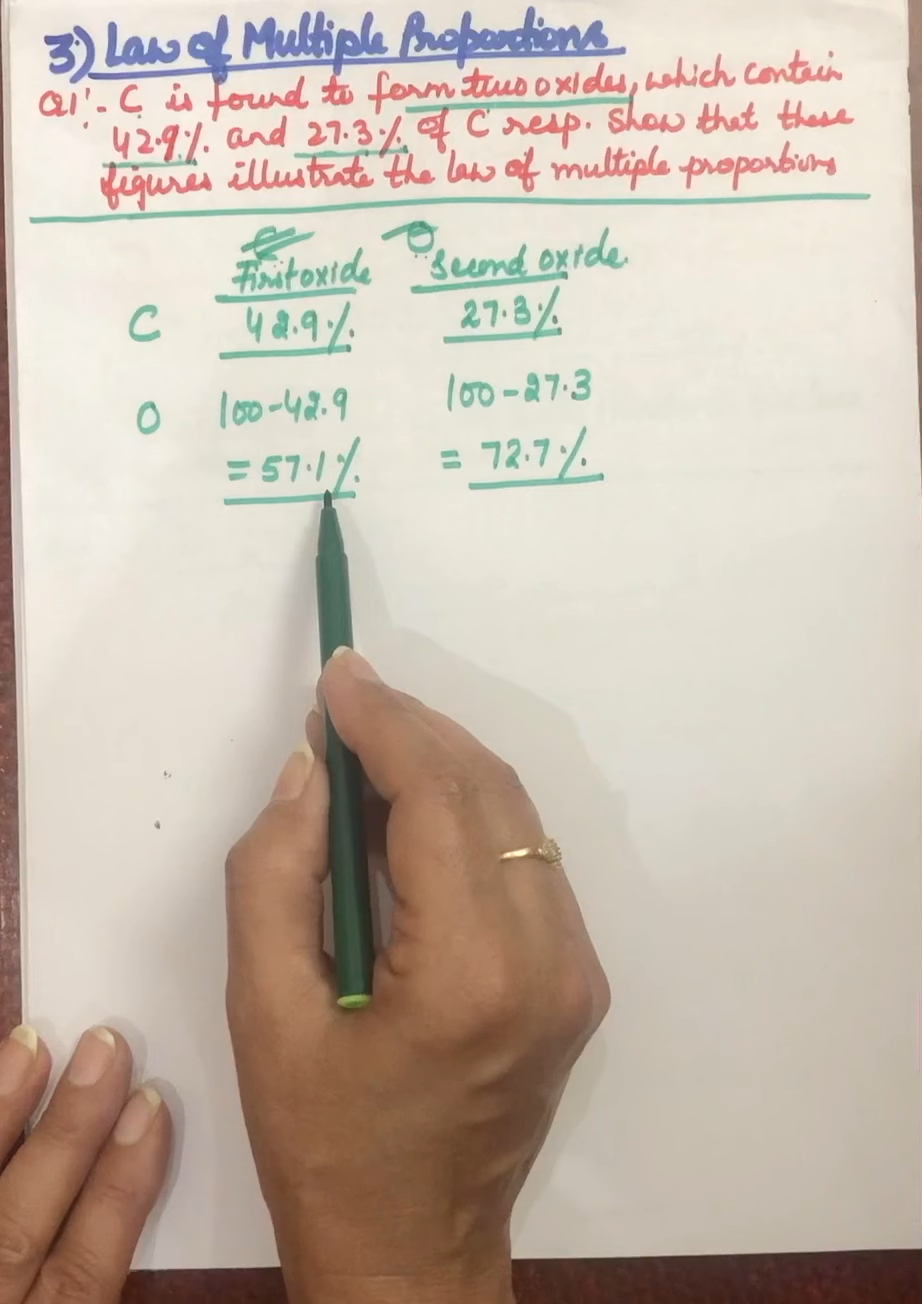 3) Law of Multiple Proportions
Q1:- C is found to form two oxides, which contain
42.9%. and 27.3% of C resp. Show that these
figures illustrate the law of multiple proportions
First oxide Second oxide.
C 42.9%. 27.3%.
O 100-42.9 100-27.3
= 57.1%. = 72.7%.